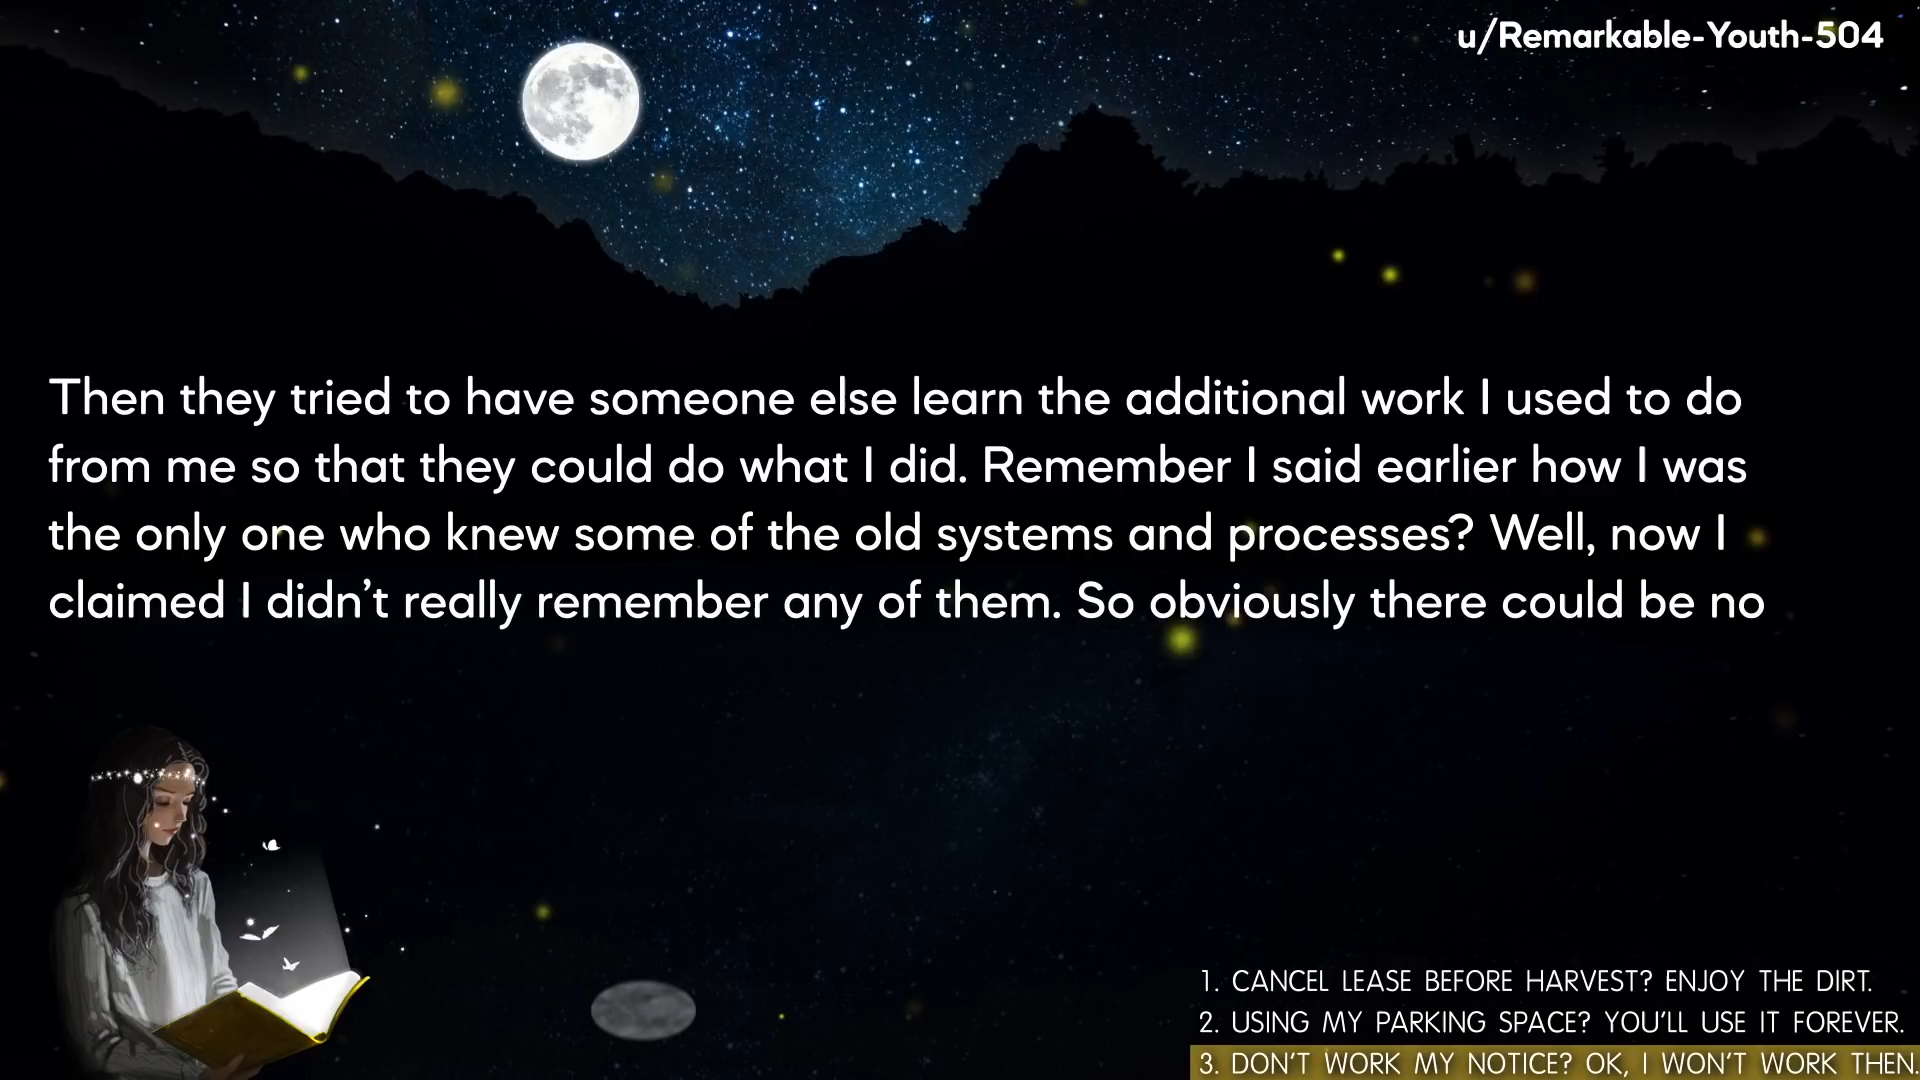 u/Remarkable-Youth-504
Then they tried to have someone else learn the additional work I used to do
from me so that they could do what I did. Remember I said earlier how I was
the only one who knew some of the old systems and processes? Well, now I
claimed I didn’t really remember any of them. So obviously there could be no
1. CANCEL LEASE BEFORE HARVEST? ENJOY THE DIRT.
2. USING MY PARKING SPACE? YOU’LL USE IT FOREVER.
3. DON’T WORK MY NOTICE? OK, I WON’T WORK THEN.